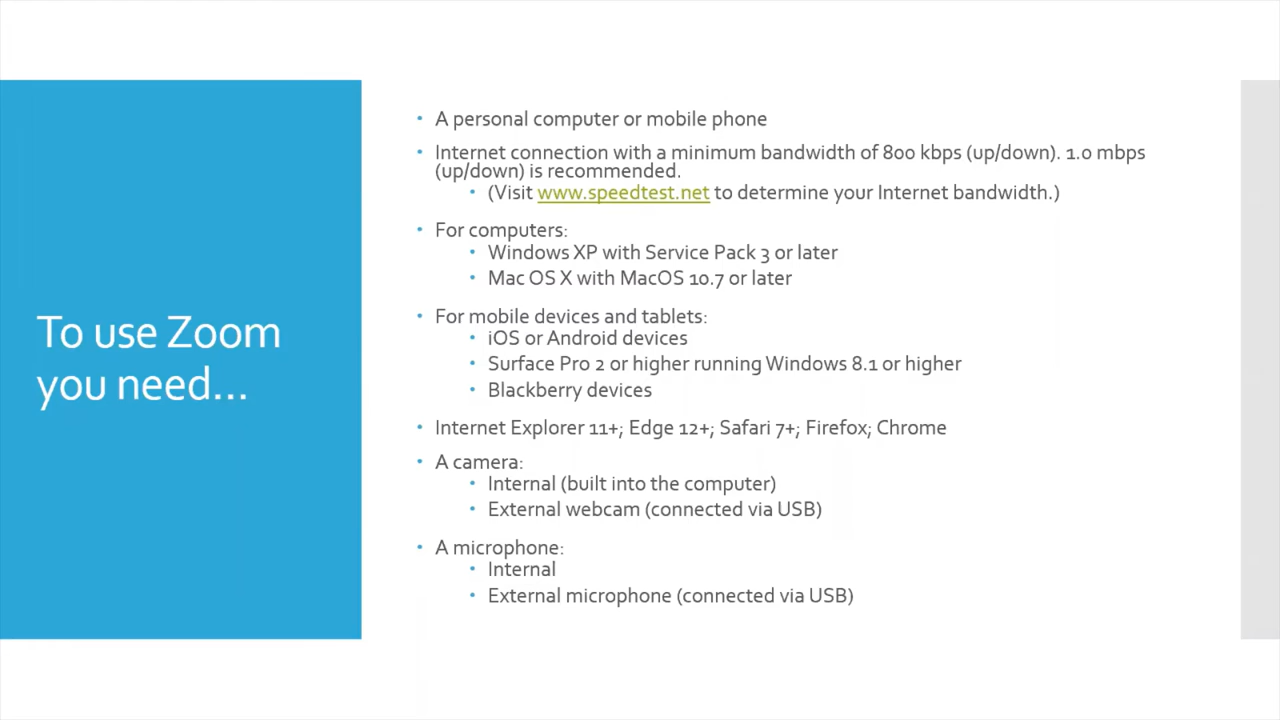 To use Zoom
you need...
• A personal computer or mobile phone
• Internet connection with a minimum bandwidth of 800 kbps (up/down). 1.0 mbps
(up/down) is recommended.
• (Visit www.speedtest.net to determine your Internet bandwidth.)
• For computers:
• Windows XP with Service Pack 3 or later
• Mac OS X with MacOS 10.7 or later
• For mobile devices and tablets:
• iOS or Android devices
• Surface Pro 2 or higher running Windows 8.1 or higher
• Blackberry devices
• Internet Explorer 11+; Edge 12+; Safari 7+; Firefox; Chrome
• A camera:
• Internal (built into the computer)
• External webcam (connected via USB)
• A microphone:
• Internal
• External microphone (connected via USB)